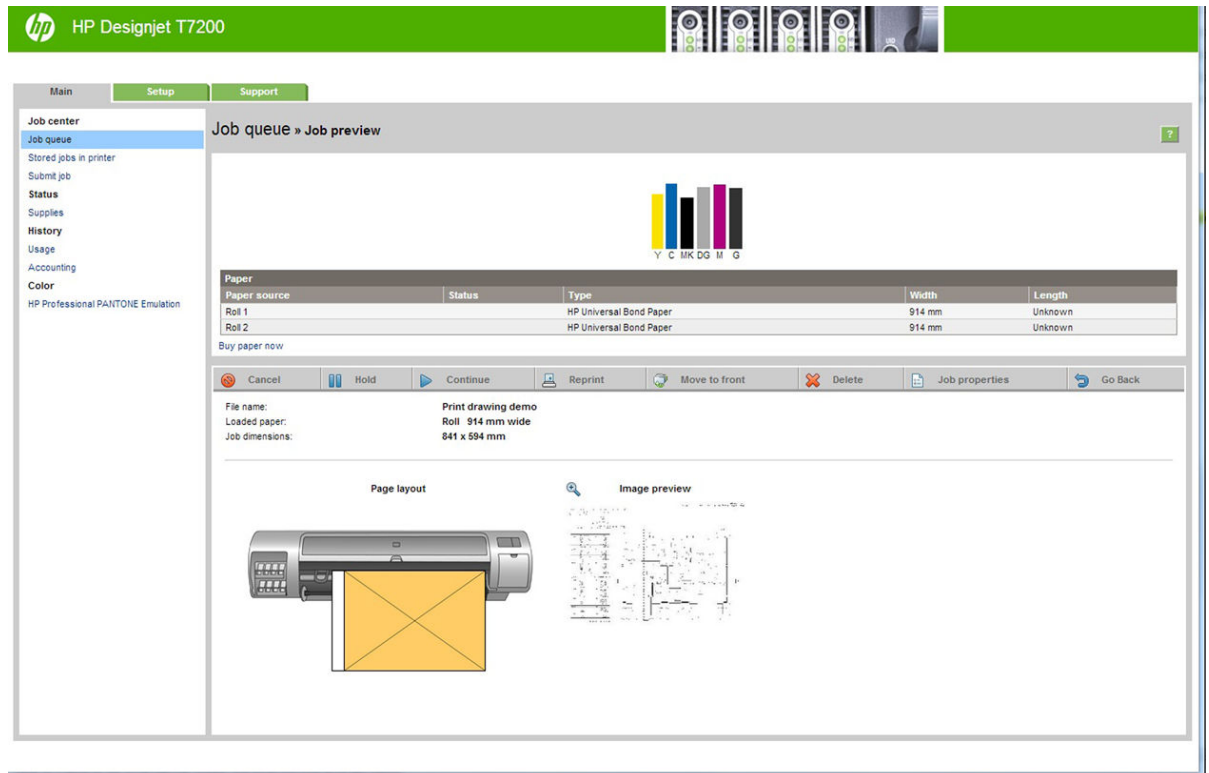 hp HP Designjet T7200
UID
Main Setup Support
Job center
Job queue
Stored jobs in printer
Submit job
Status
Supplies
History
Usage
Accounting
Color
HP Professional PANTONE Emulation
Job queue » Job preview
?
Y C MK DG M G
Paper
Paper source Status Type Width Length
Roll 1 HP Universal Bond Paper 914 mm Unknown
Roll 2 HP Universal Bond Paper 914 mm Unknown
Buy paper now
Cancel Hold Continue Reprint Move to front Delete Job properties Go Back
File name: Print drawing demo
Loaded paper: Roll 914 mm wide
Job dimensions: 841 x 594 mm
Page layout Image preview